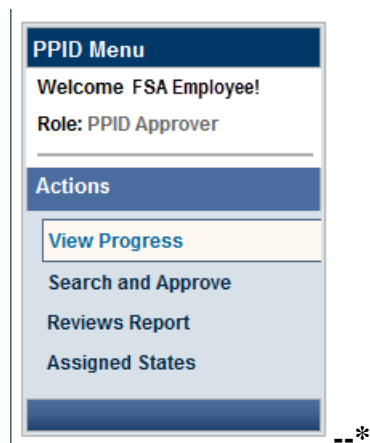 PPID Menu
Welcome FSA Employee!
Role: PPID Approver
Actions
View Progress
Search and Approve
Reviews Report
Assigned States
--*